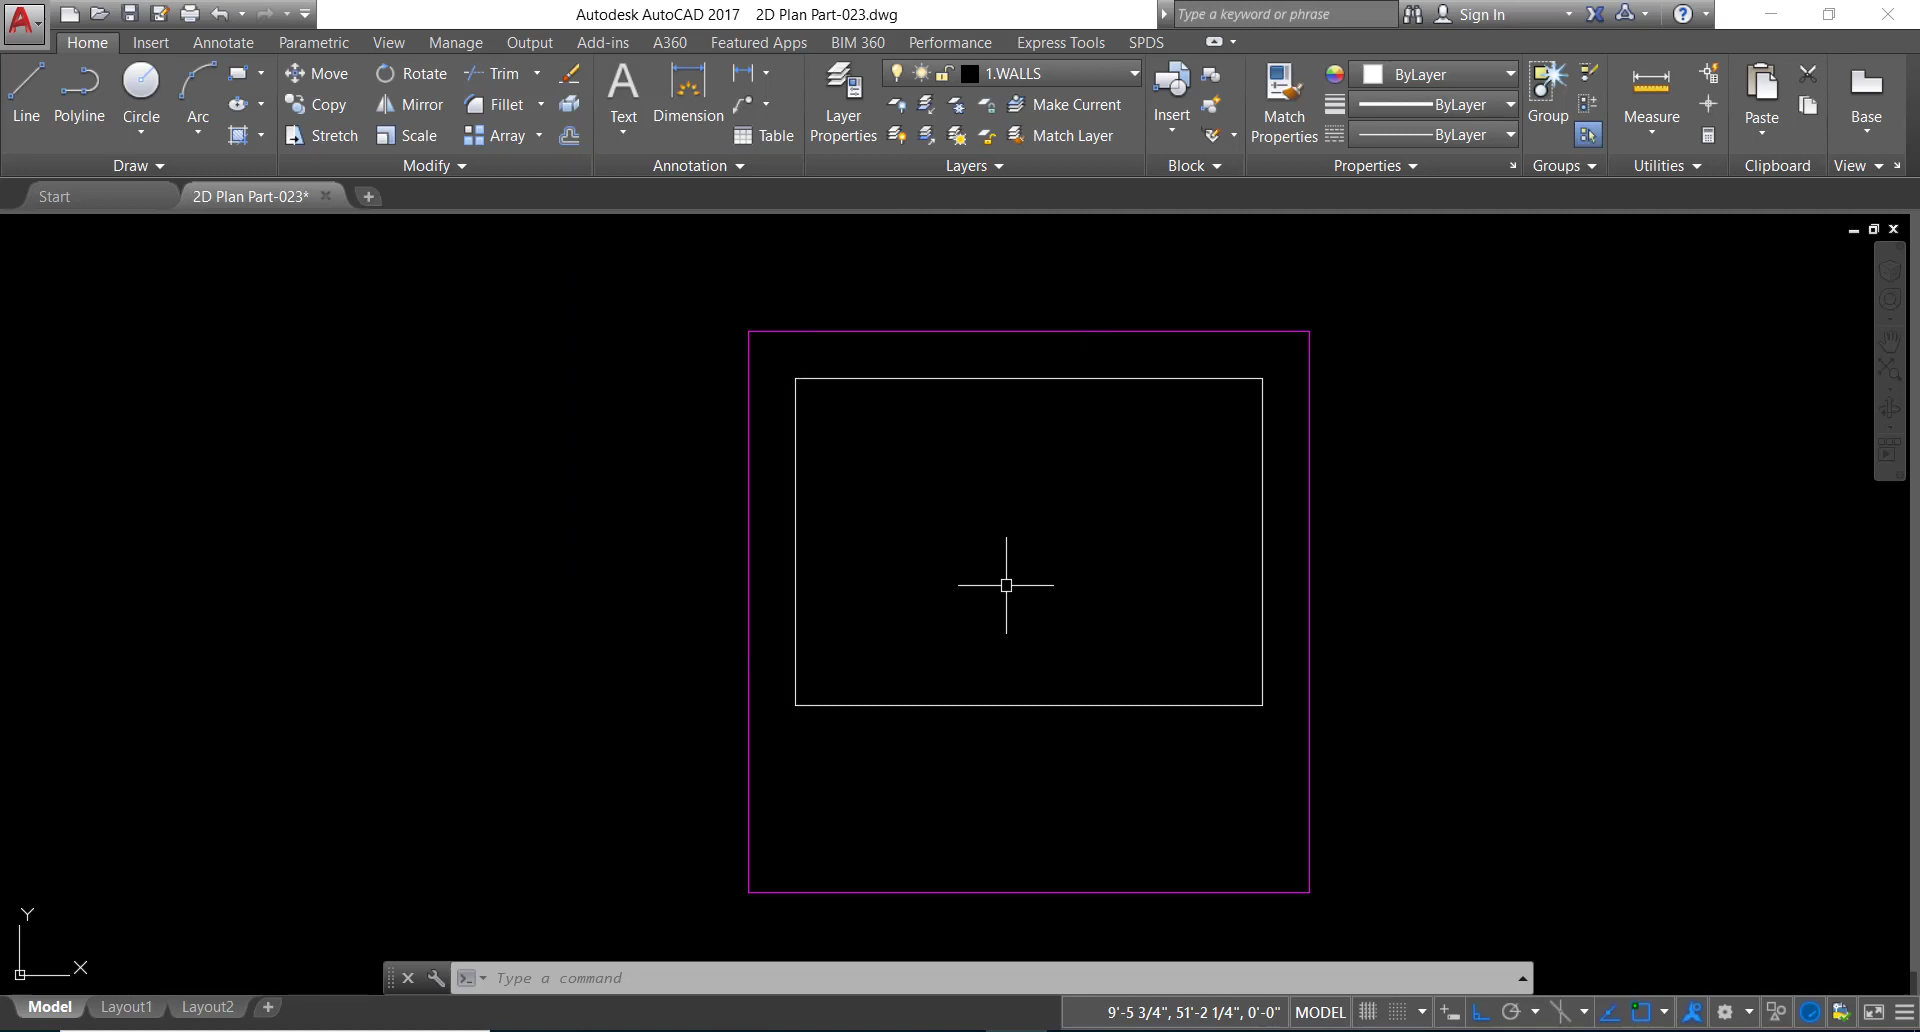 Autodesk AutoCAD 2017 2D Plan Part-023.dwg
Type a keyword or phrase
Sign In
Home Insert Annotate Parametric View Manage Output Add-ins A360 Featured Apps BIM 360 Performance Express Tools SPDS
Line Polyline Circle Arc
Move Rotate Trim
Copy Mirror Fillet
Stretch Scale Array
Text Dimension Table
Layer Properties
1.WALLS
Make Current
Match Layer
Insert
Match Properties
ByLayer
ByLayer
ByLayer
Group
Measure
Paste
Base
Draw Modify Annotation Layers Block Properties Groups Utilities Clipboard View
Start 2D Plan Part-023*
Y
X
Type a command
Model Layout1 Layout2
9'-5 3/4", 51'-2 1/4", 0'-0" MODEL